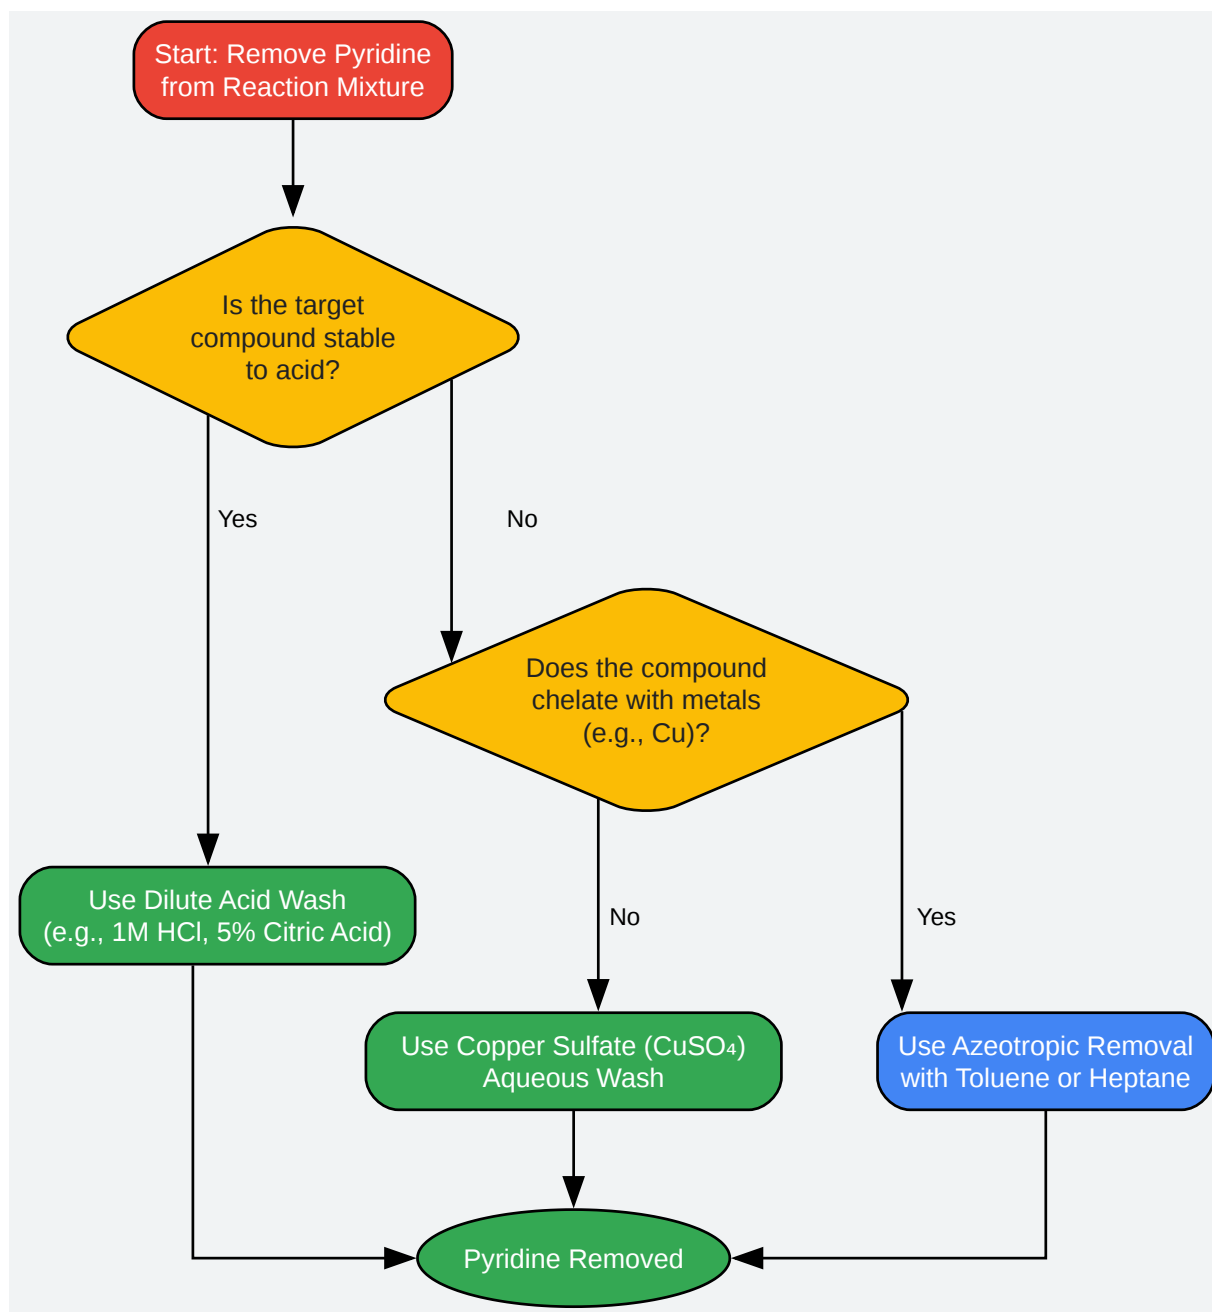 Start: Remove Pyridine
from Reaction Mixture
Is the target
compound stable
to acid?
Yes
No
Does the compound
chelate with metals
(e.g., Cu)?
Use Dilute Acid Wash
(e.g., 1M HCl, 5% Citric Acid)
No
Yes
Use Copper Sulfate (CuSO₄)
Aqueous Wash
Use Azeotropic Removal
with Toluene or Heptane
Pyridine Removed